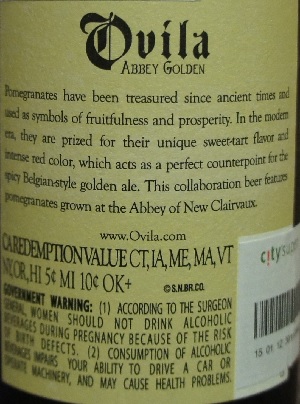 Ovila
ABBEY GOLDEN
Pomegranates have been treasured since ancient times and
used as symbols of fruitfulness and prosperity. In the modern
era, they are prized for their unique sweet-tart flavor and
intense red color, which acts as a perfect counterpoint for the
spicy Belgian-style golden ale. This collaboration beer features
pomegranates grown at the Abbey of New Clairvaux.
www.Ovila.com
CA REDEMPTION VALUE CT, IA, ME, MA, VT
NY, OR, HI 5¢ MI 10¢ OK+
© S.N.BR.CO.
GOVERNMENT WARNING: (1) ACCORDING TO THE SURGEON
GENERAL, WOMEN SHOULD NOT DRINK ALCOHOLIC
BEVERAGES DURING PREGNANCY BECAUSE OF THE RISK
OF BIRTH DEFECTS. (2) CONSUMPTION OF ALCOHOLIC
BEVERAGES IMPAIRS YOUR ABILITY TO DRIVE A CAR OR
OPERATE MACHINERY, AND MAY CAUSE HEALTH PROBLEMS.
citysu
15 01 12